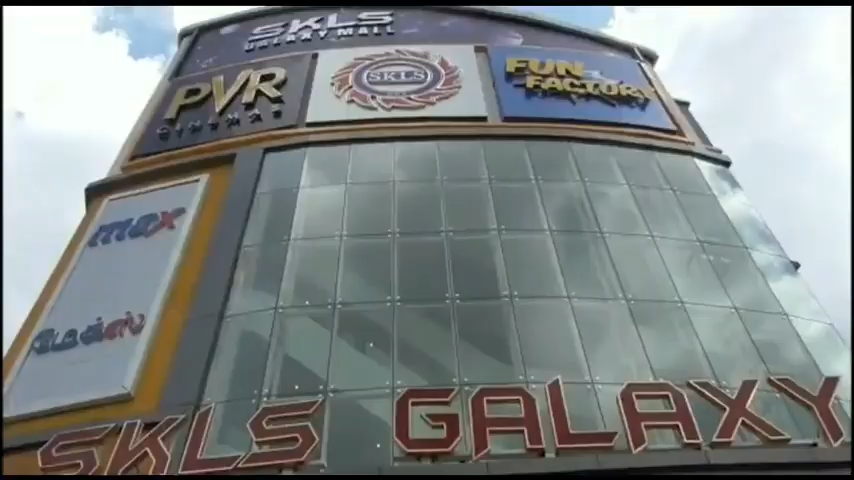 SKLS
GALAXY MALL
PVR
CINEMAS
SKLS
FUN
FACTORY
max
மேக்ஸ்
SKLS GALAXY